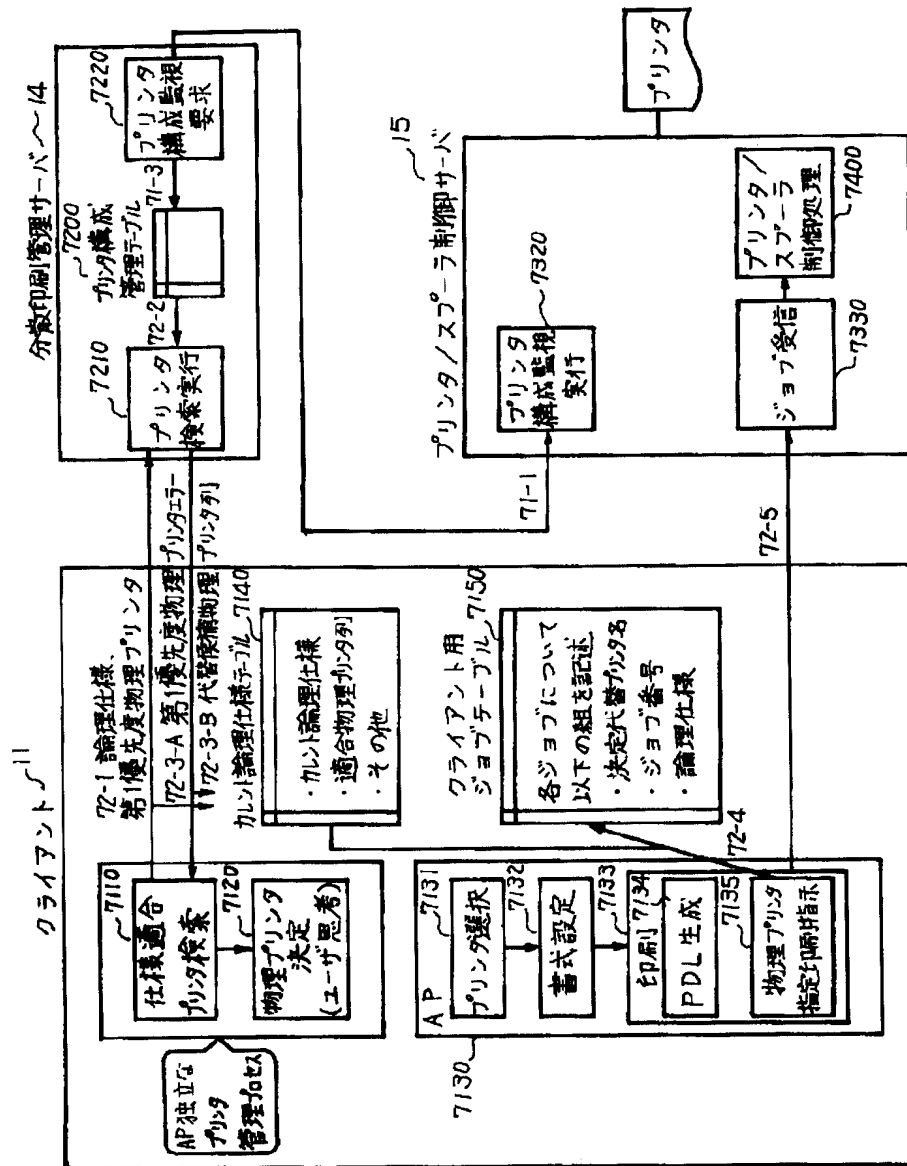 クライアント 11
AP独立な
プリンタ
管理プロセス
7110
仕様適合
プリンタ検索
7120
物理プリンタ
決定
(ユーザ思考)
72-1 論理仕様、
第1優先度物理プリンタ
72-3-A 第1優先度物理プリンタエラー
72-3-B 代替候補物理プリンタ列
カレント論理仕様テーブル 7140
・カレント論理仕様
・適合物理プリンタ列
・その他
クライアント用
ジョブテーブル 7150
各ジョブについて
以下の組を記述
・決定代替プリンタ名
・ジョブ番号
・論理仕様
72-4
7130
AP
7131
プリンタ選択
7132
書式設定
7133
印刷
7134
PDL生成
7135
物理プリンタ
指定印刷指示
分散印刷管理サーバ 14
7210
プリンタ
検索実行
72-2
7200
プリンタ構成
管理テーブル
71-3
7220
プリンタ
構成監視
要求
71-1
72-5
プリンタ/スプーラ制御サーバ 15
7320
プリンタ
構成監視
実行
ジョブ受信
7330
プリンタ/
スプーラ
制御処理
7400
プリンタ